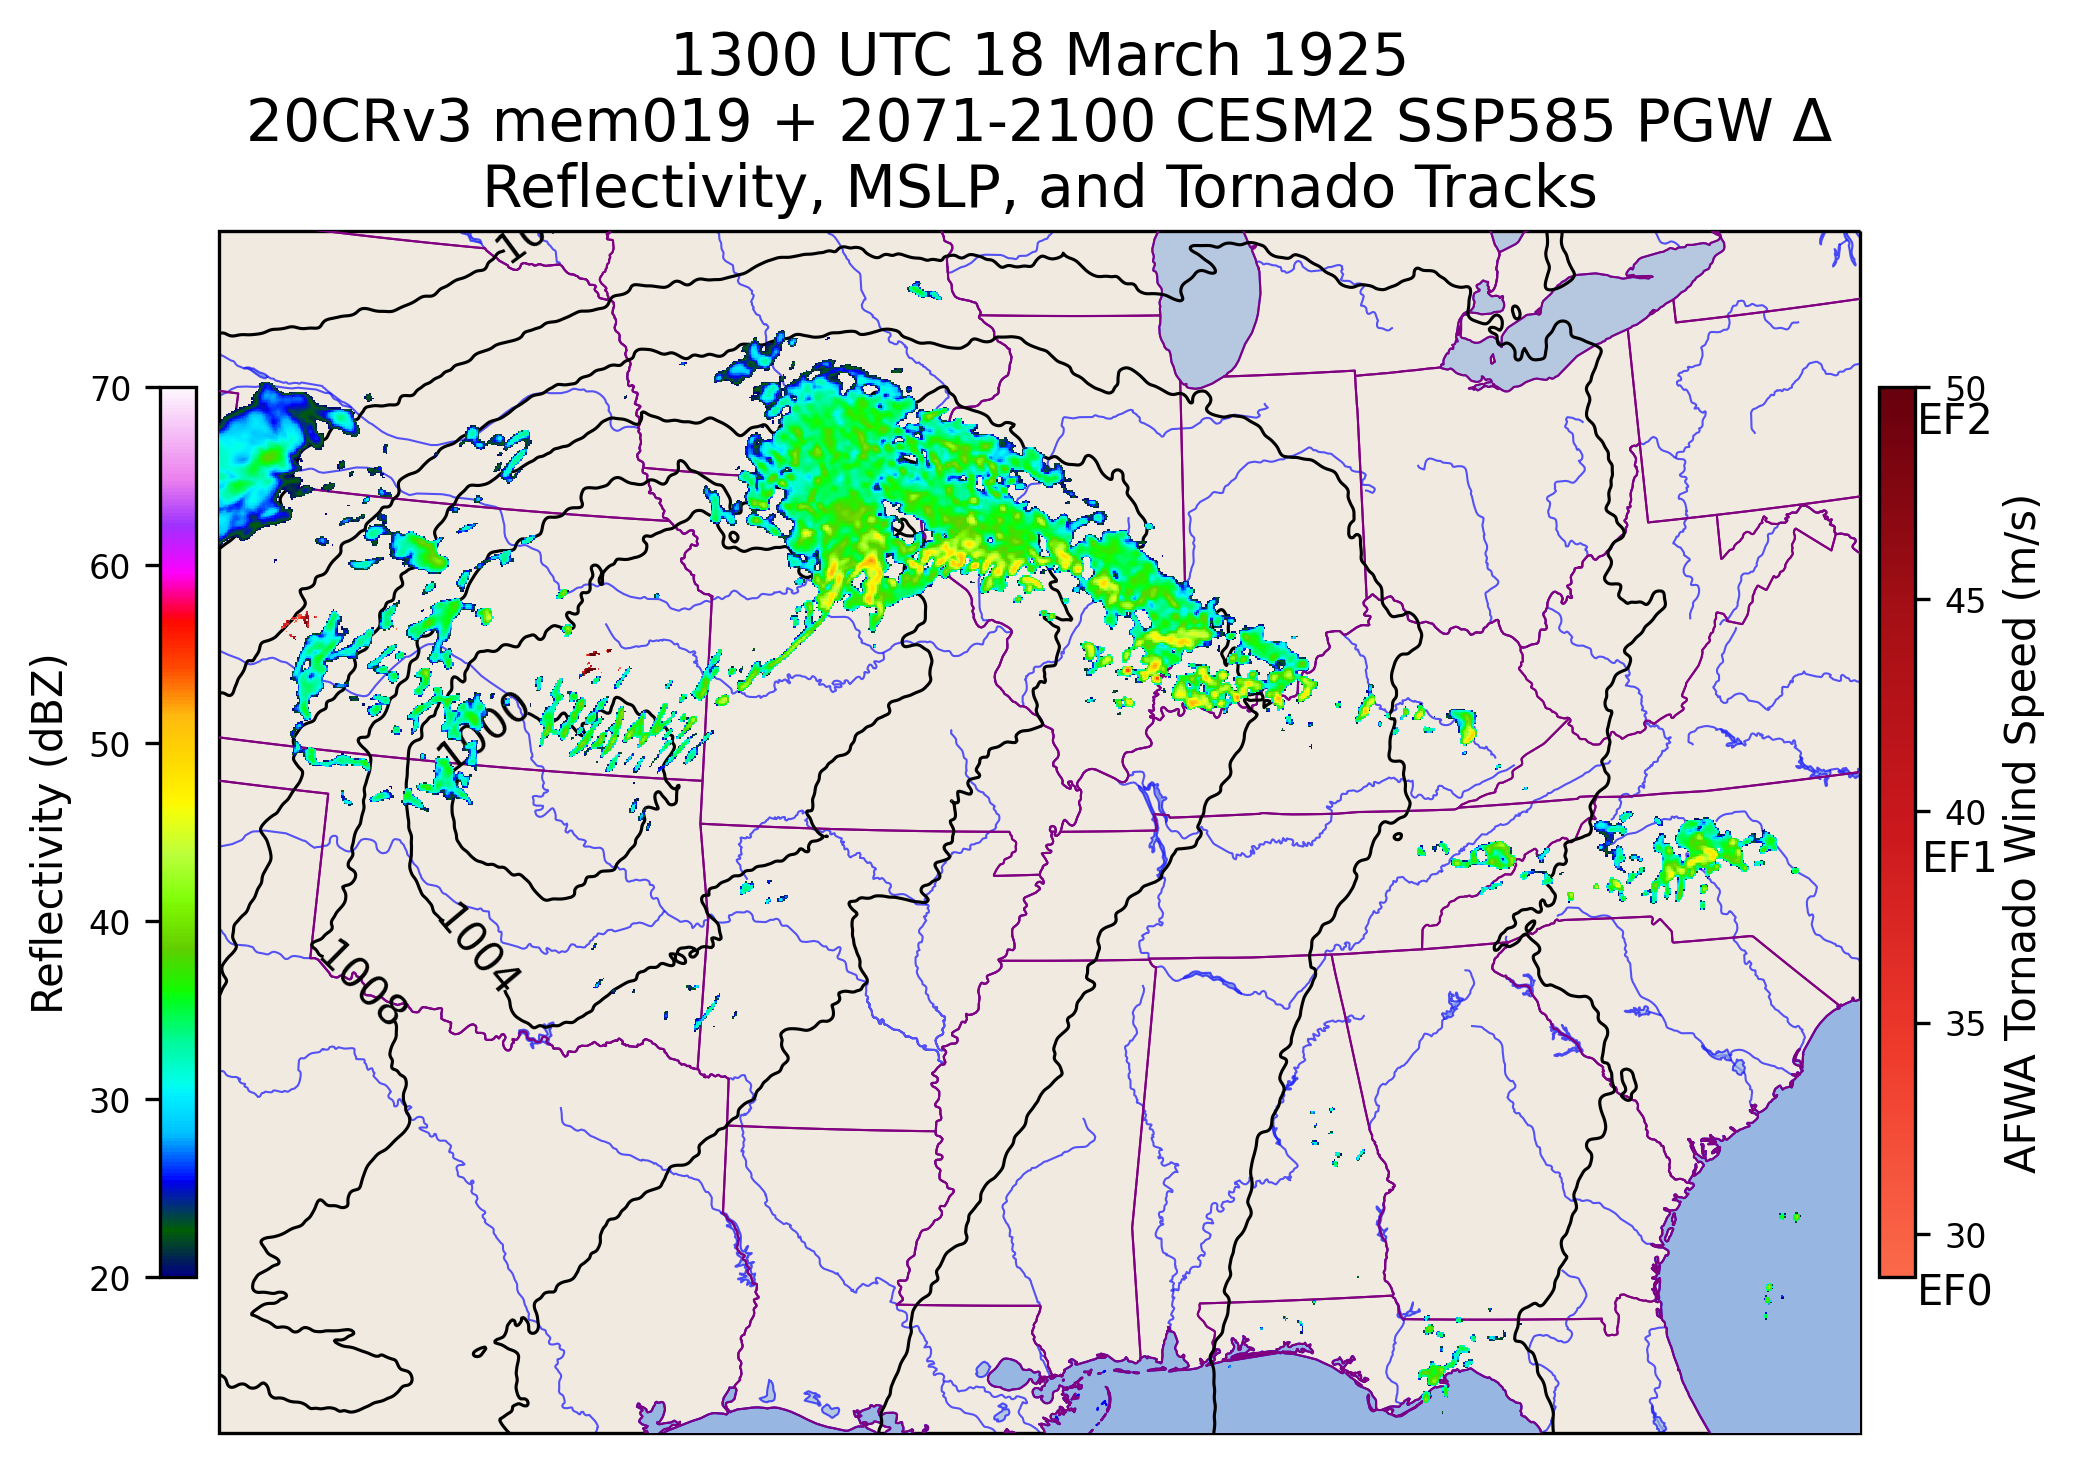 1300 UTC 18 March 1925
20CRv3 mem019 + 2071-2100 CESM2 SSP585 PGW Δ
Reflectivity, MSLP, and Tornado Tracks
70
60
50
40
30
20
Reflectivity (dBZ)
1000
1004
1008
50
EF2
45
40
EF1
35
30
EF0
AFWA Tornado Wind Speed (m/s)